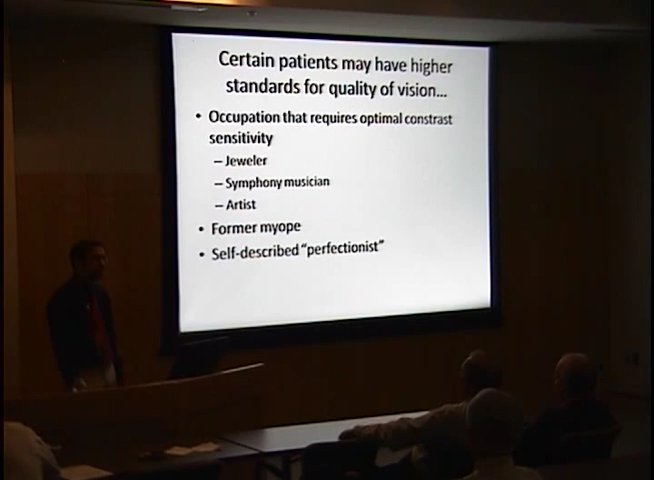 Certain patients may have higher
standards for quality of vision...
• Occupation that requires optimal constrast
sensitivity
– Jeweler
– Symphony musician
– Artist
• Former myope
• Self-described “perfectionist”